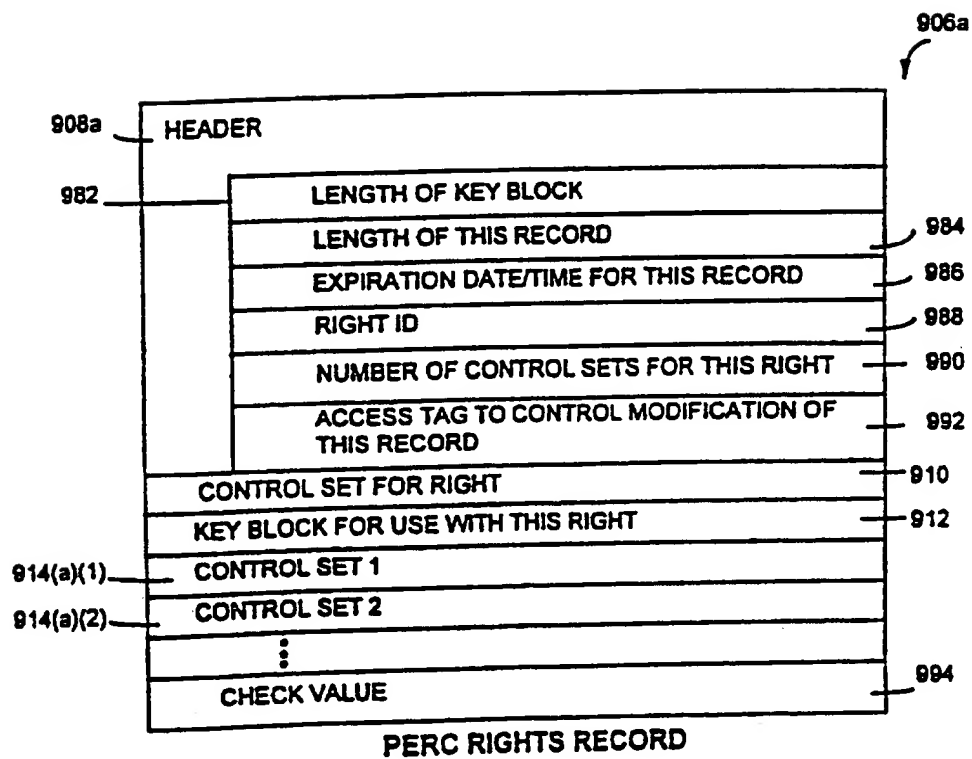 906a
908a HEADER
982 LENGTH OF KEY BLOCK
LENGTH OF THIS RECORD 984
EXPIRATION DATE/TIME FOR THIS RECORD 986
RIGHT ID 988
NUMBER OF CONTROL SETS FOR THIS RIGHT 990
ACCESS TAG TO CONTROL MODIFICATION OF
THIS RECORD 992
CONTROL SET FOR RIGHT 910
KEY BLOCK FOR USE WITH THIS RIGHT 912
914(a)(1) CONTROL SET 1
914(a)(2) CONTROL SET 2
CHECK VALUE 994
PERC RIGHTS RECORD